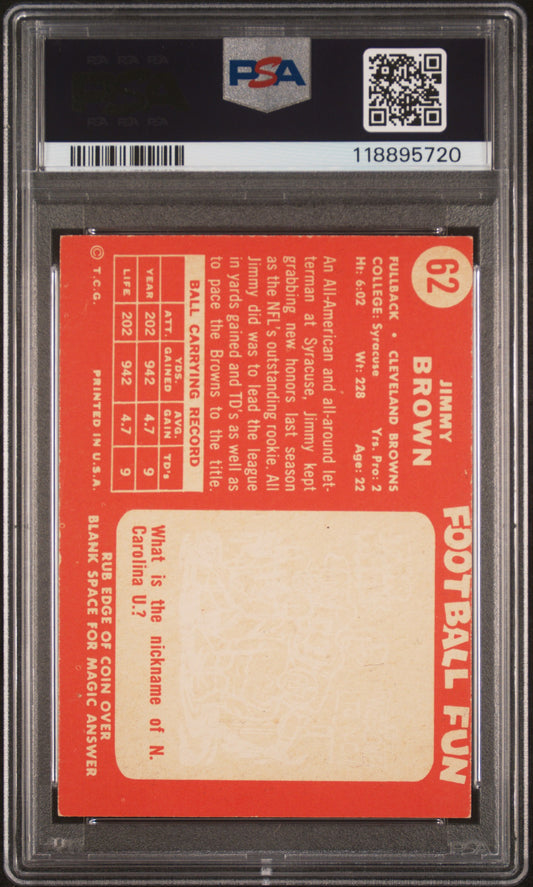 PSA
118895720
62
JIMMY
BROWN
FULLBACK • CLEVELAND BROWNS
COLLEGE: Syracuse Yrs. Pro: 2
Ht: 6:02 Wt: 228 Age: 22
An All-American and all-around let-
terman at Syracuse, Jimmy kept
grabbing new honors last season
as the NFL's outstanding rookie. All
Jimmy did was to lead the league
in yards gained and TD's as well as
to pace the Browns to the title.
BALL CARRYING RECORD
ATT. YDS. GAINED AVG. GAIN TD's
YEAR 202 942 4.7 9
LIFE 202 942 4.7 9
© T.C.G. PRINTED IN U.S.A.
FOOTBALL FUN
What is the nickname of N.
Carolina U.?
RUB EDGE OF COIN OVER
BLANK SPACE FOR MAGIC ANSWER